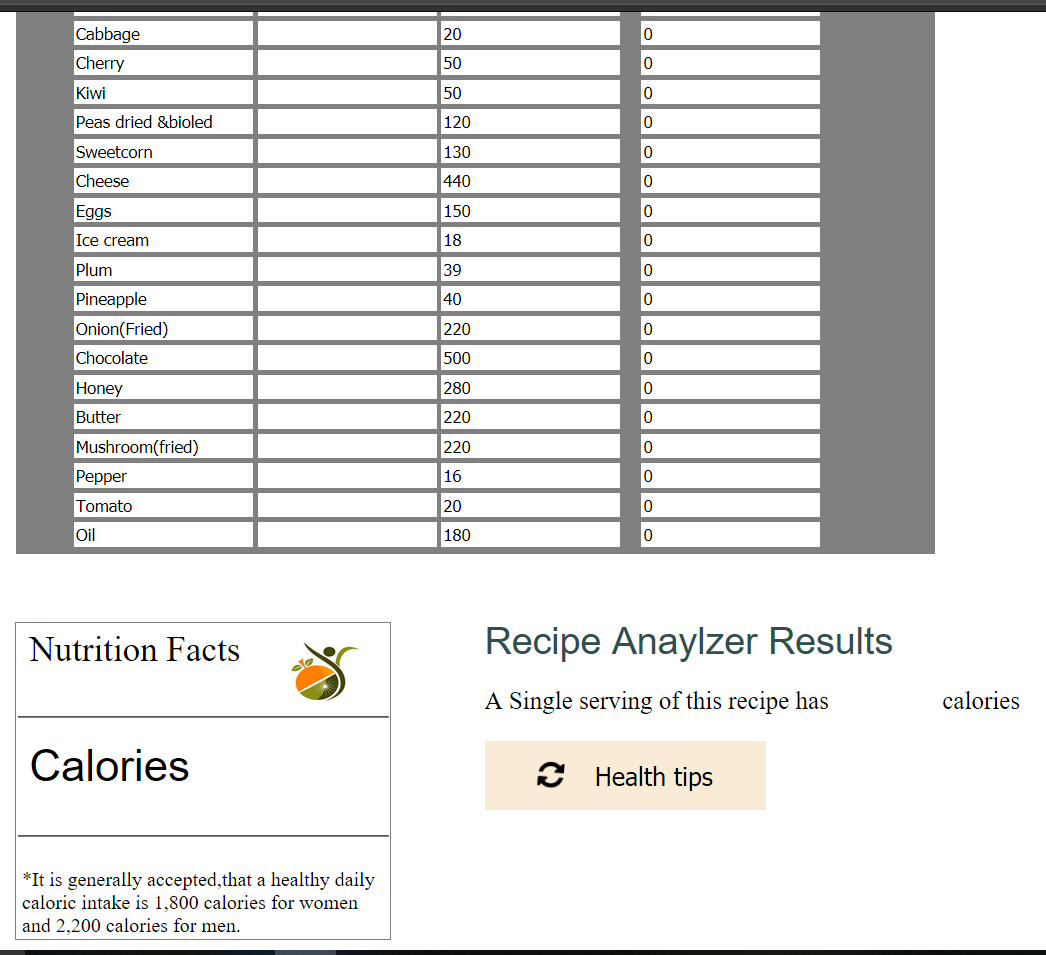 Cabbage 20 0
Cherry 50 0
Kiwi 50 0
Peas dried &bioled 120 0
Sweetcorn 130 0
Cheese 440 0
Eggs 150 0
Ice cream 18 0
Plum 39 0
Pineapple 40 0
Onion(Fried) 220 0
Chocolate 500 0
Honey 280 0
Butter 220 0
Mushroom(fried) 220 0
Pepper 16 0
Tomato 20 0
Oil 180 0
Nutrition Facts
Calories
*It is generally accepted,that a healthy daily
caloric intake is 1,800 calories for women
and 2,200 calories for men.
Recipe Anaylzer Results
A Single serving of this recipe has calories
Health tips